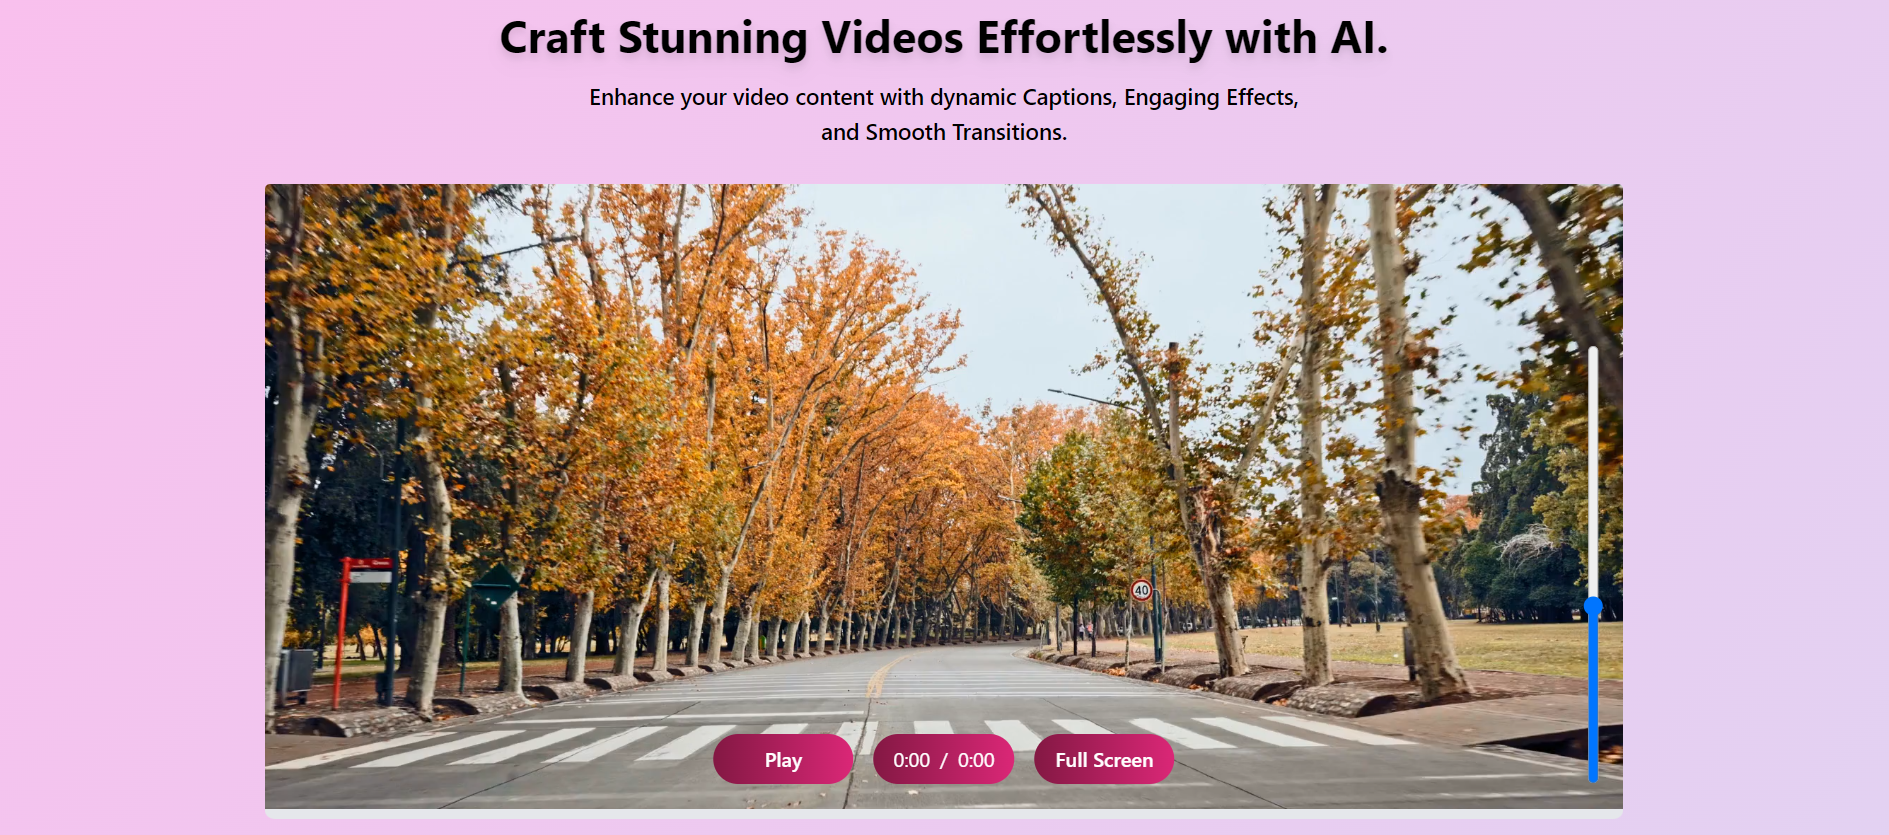 Craft Stunning Videos Effortlessly with AI.
Enhance your video content with dynamic Captions, Engaging Effects,
and Smooth Transitions.
40
Play
0:00 / 0:00
Full Screen